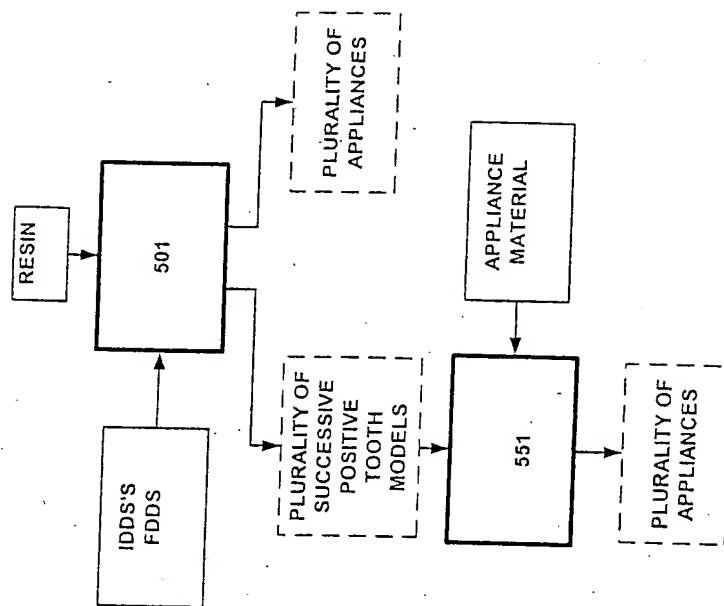 RESIN
IDDS'S
FDDS
501
PLURALITY OF
APPLIANCES
PLURALITY OF
SUCCESSIVE
POSITIVE
TOOTH
MODELS
APPLIANCE
MATERIAL
551
PLURALITY OF
APPLIANCES